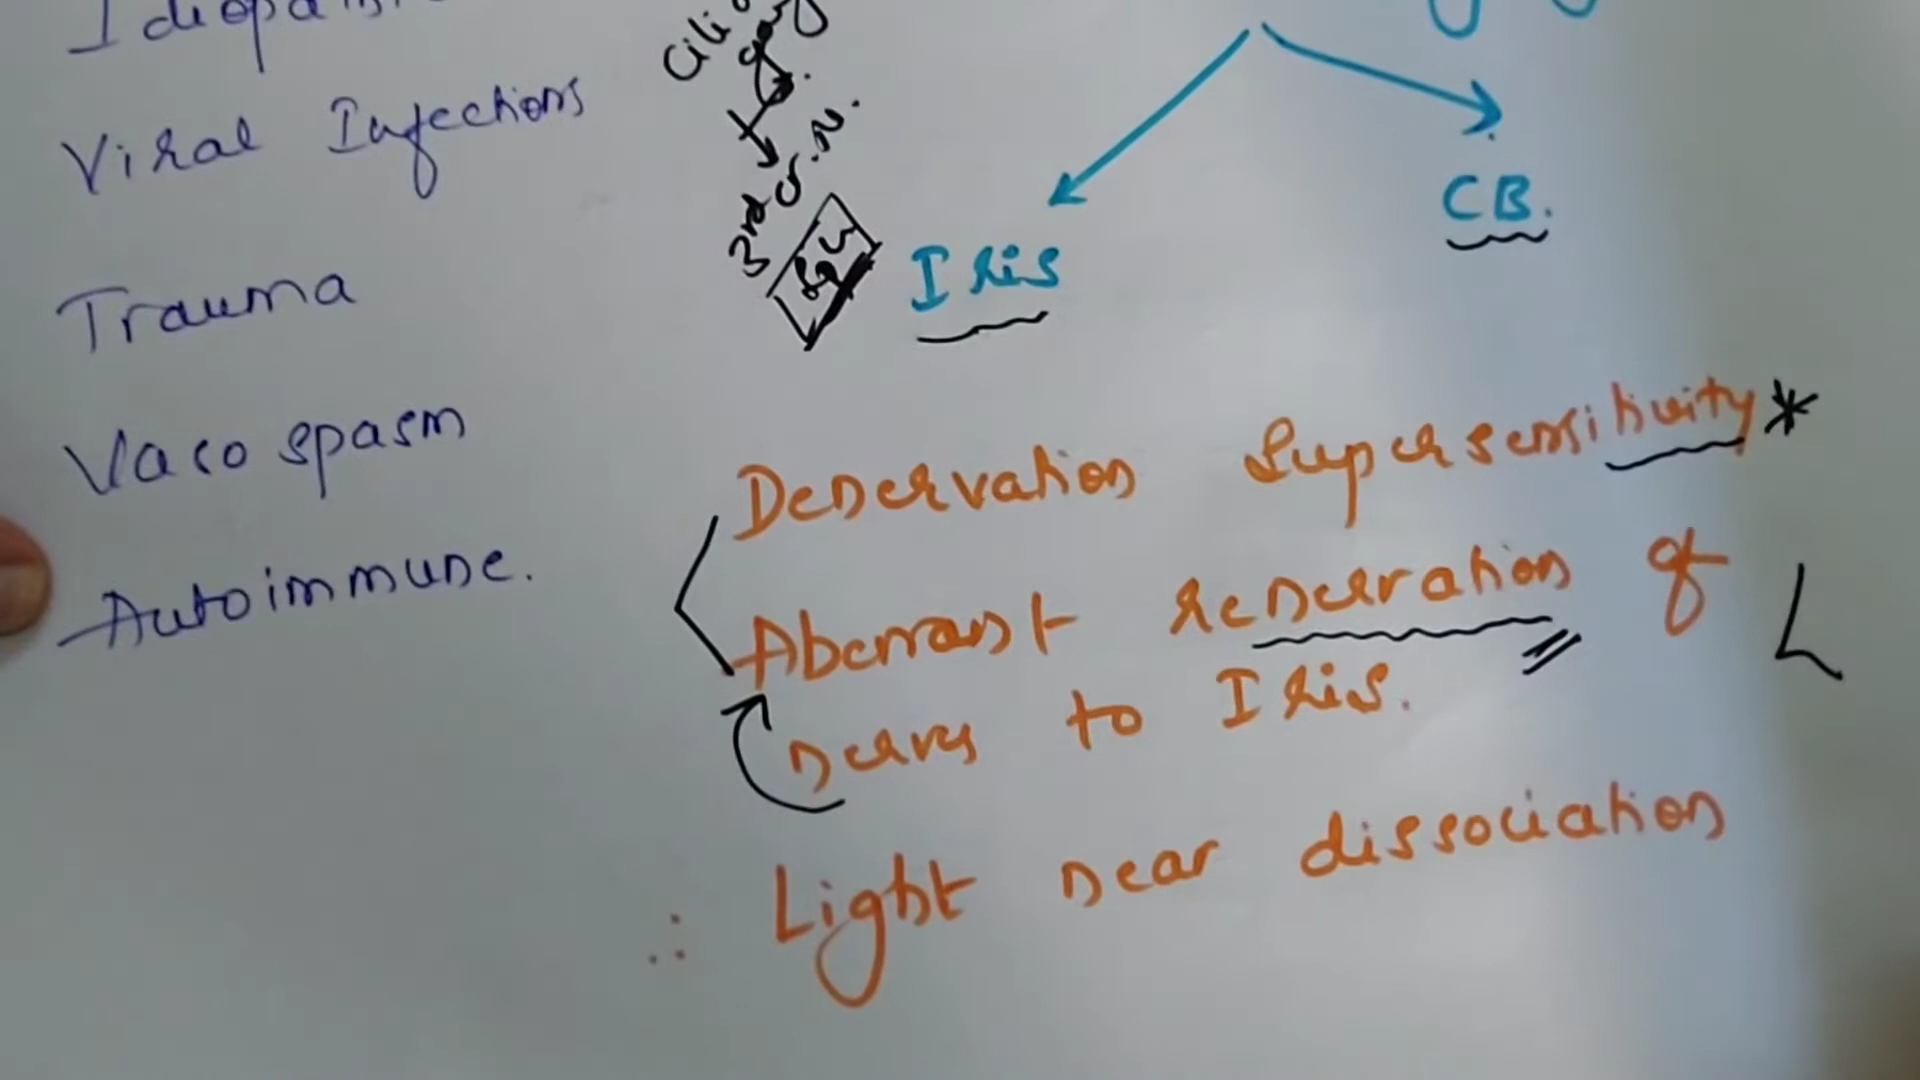 Viral Infections
Trauma
Vaco spasm
Autoimmune.
3rd Cr. N.
Iris
CB.
Denervation Supersensitivity *
Aberrant renervation of
nerves to Iris.
∴ Light near dissociation